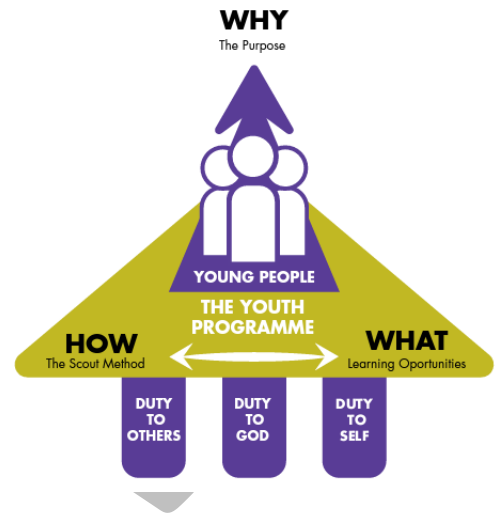 WHY
The Purpose
YOUNG PEOPLE
THE YOUTH
PROGRAMME
HOW
The Scout Method
WHAT
Learning Oportunities
DUTY
TO
OTHERS
DUTY
TO
GOD
DUTY
TO
SELF